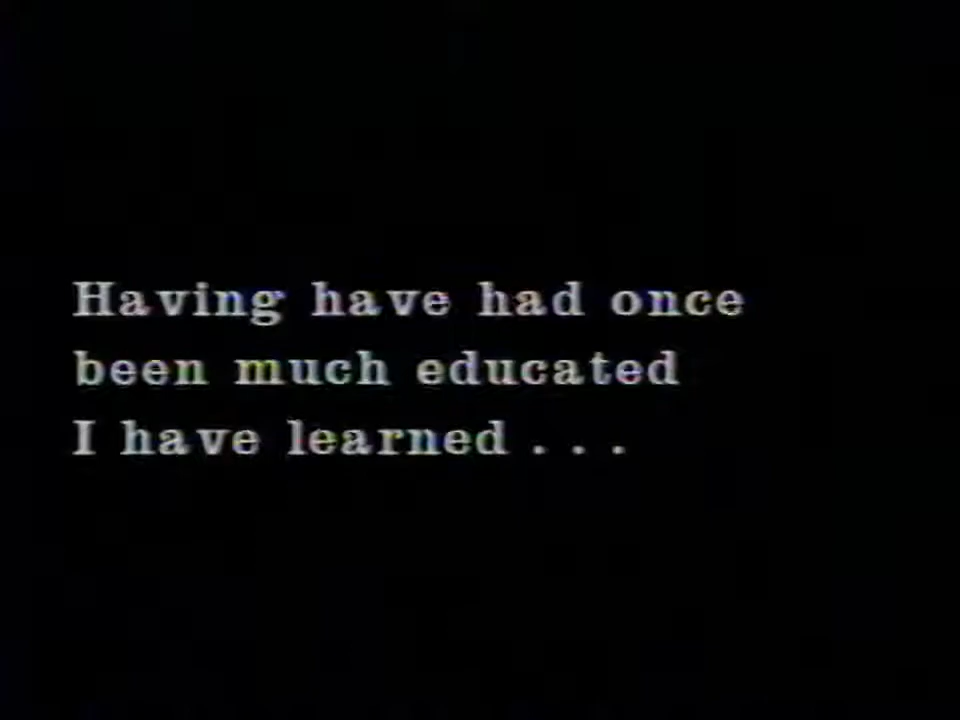 Having have had once
been much educated
I have learned . . .